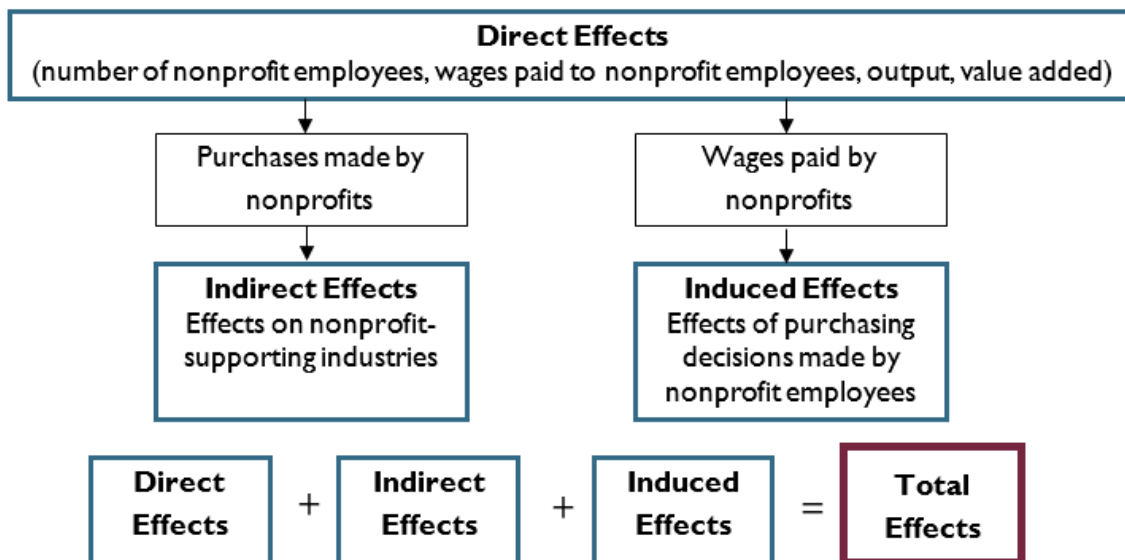 Direct Effects
(number of nonprofit employees, wages paid to nonprofit employees, output, value added)
Purchases made by
nonprofits
Wages paid by
nonprofits
Indirect Effects
Effects on nonprofit-
supporting industries
Induced Effects
Effects of purchasing
decisions made by
nonprofit employees
Direct
Effects
+
Indirect
Effects
+
Induced
Effects
=
Total
Effects